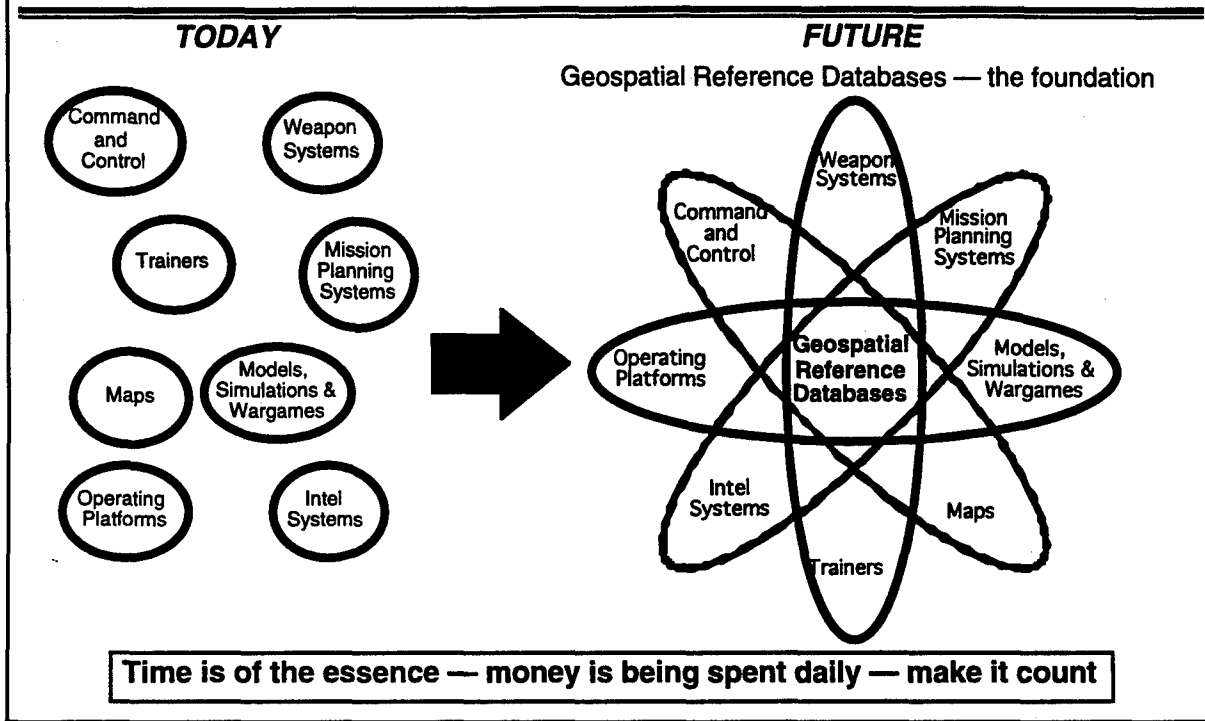 TODAY
Command
and
Control
Weapon
Systems
Trainers
Mission
Planning
Systems
Maps
Models,
Simulations &
Wargames
Operating
Platforms
Intel
Systems
FUTURE
Geospatial Reference Databases — the foundation
Weapon
Systems
Command
and
Control
Mission
Planning
Systems
Operating
Platforms
Geospatial
Reference
Databases
Models,
Simulations &
Wargames
Intel
Systems
Maps
Trainers
Time is of the essence — money is being spent daily — make it count